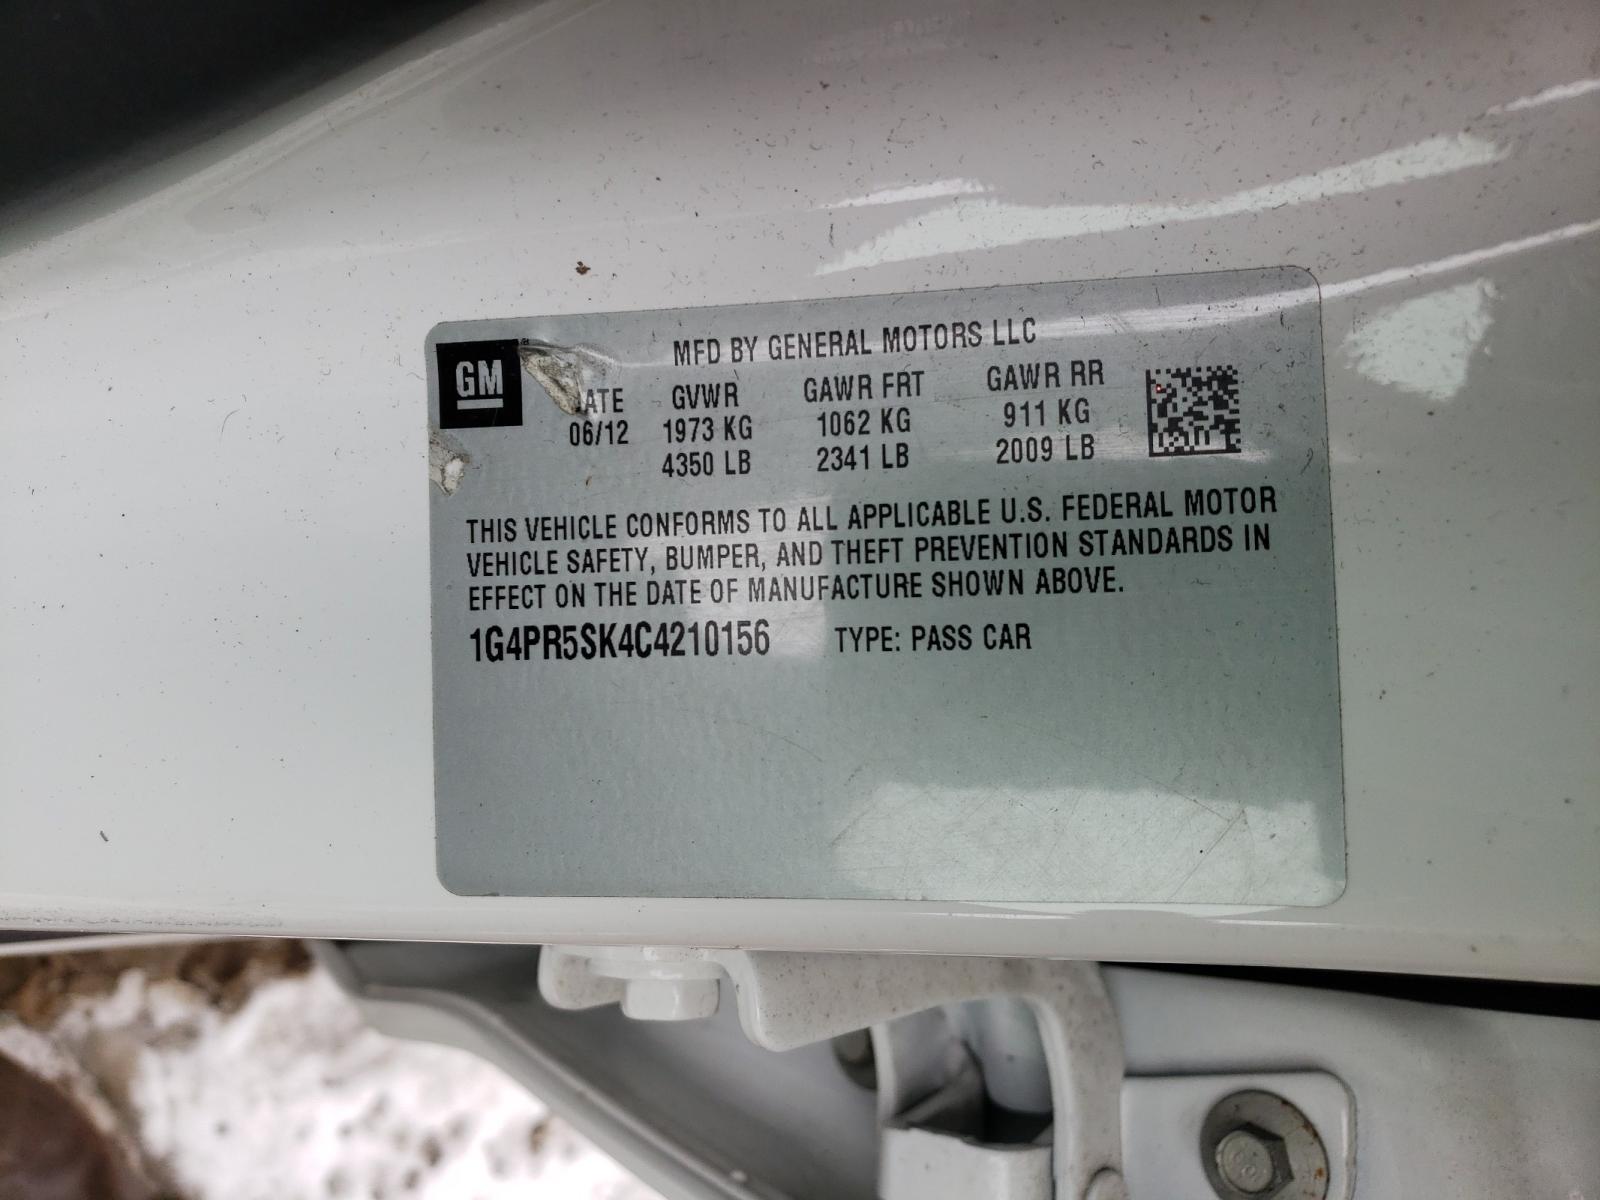 GM
MFD BY GENERAL MOTORS LLC
ATE GVWR GAWR FRT GAWR RR
06/12 1973 KG 1062 KG 911 KG
4350 LB 2341 LB 2009 LB
THIS VEHICLE CONFORMS TO ALL APPLICABLE U.S. FEDERAL MOTOR
VEHICLE SAFETY, BUMPER, AND THEFT PREVENTION STANDARDS IN
EFFECT ON THE DATE OF MANUFACTURE SHOWN ABOVE.
1G4PR5SK4C4210156 TYPE: PASS CAR